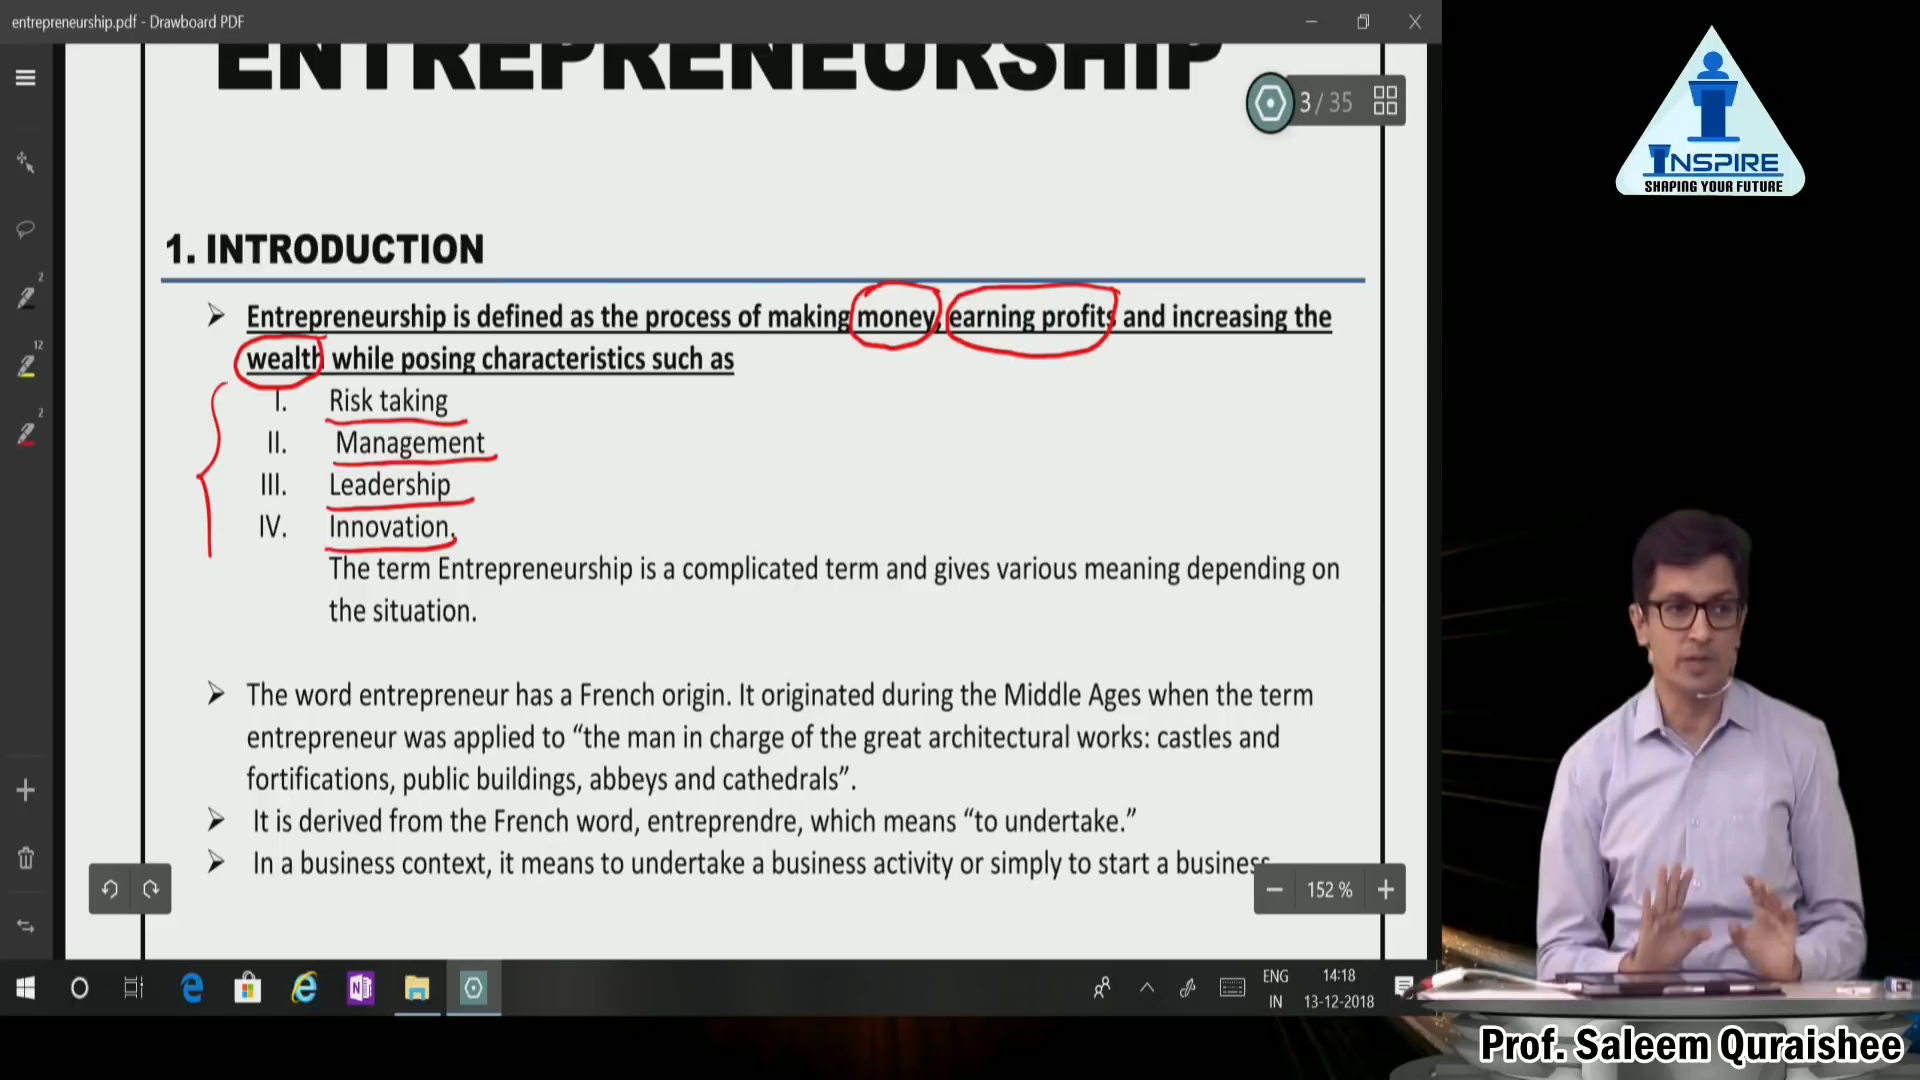 entrepreneurship.pdf - Drawboard PDF
ENTREPRENEURSHIP
3 / 35
1. INTRODUCTION
➢ Entrepreneurship is defined as the process of making money, earning profits and increasing the
wealth while posing characteristics such as
I. Risk taking
II. Management
III. Leadership
IV. Innovation.
The term Entrepreneurship is a complicated term and gives various meaning depending on
the situation.
➢ The word entrepreneur has a French origin. It originated during the Middle Ages when the term
entrepreneur was applied to “the man in charge of the great architectural works: castles and
fortifications, public buildings, abbeys and cathedrals”.
➢ It is derived from the French word, entreprendre, which means “to undertake.”
➢ In a business context, it means to undertake a business activity or simply to start a business
152 %
2
12
2
ENG
IN
14:18
13-12-2018
INSPIRE
SHAPING YOUR FUTURE
Prof. Saleem Quraishee